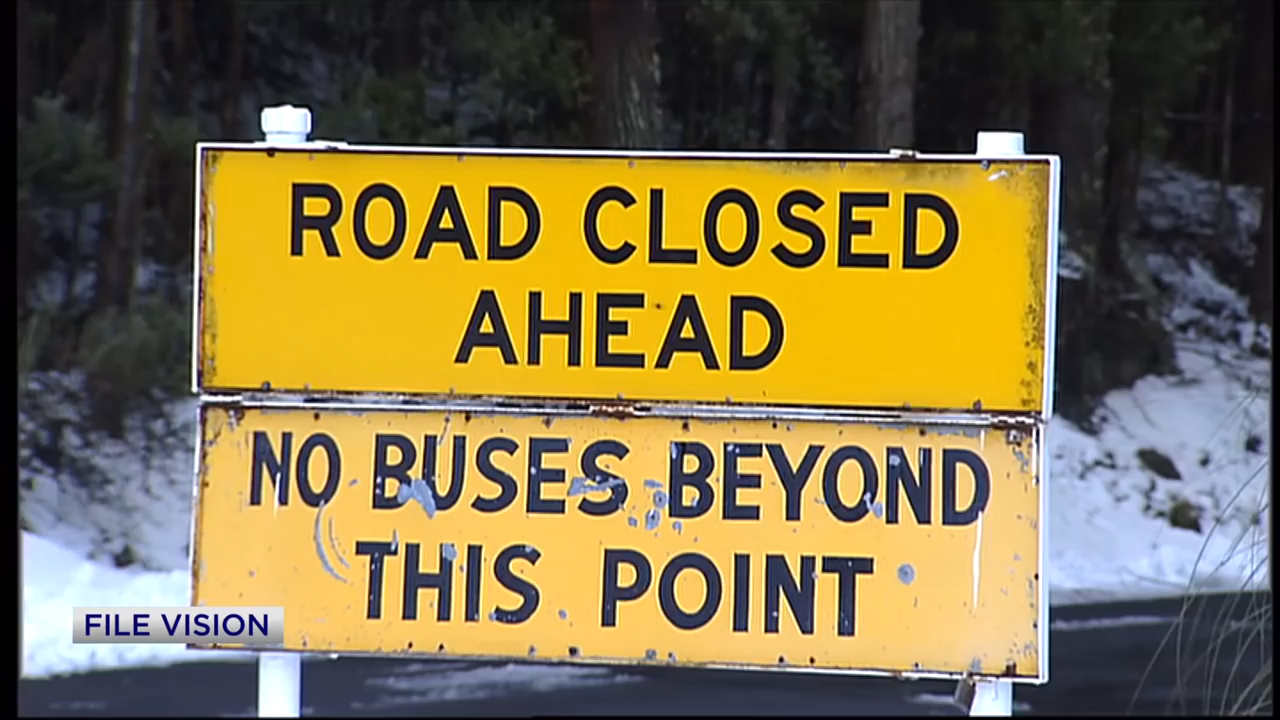 ROAD CLOSED
AHEAD
NO BUSES BEYOND
THIS POINT
FILE VISION